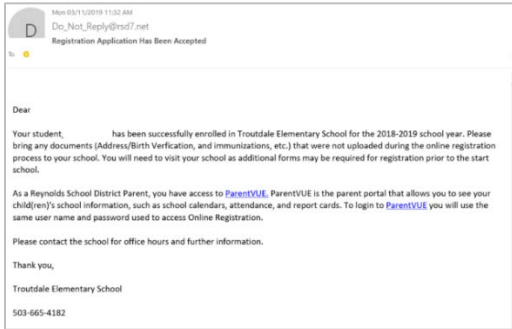 Mon 03/11/2019 11:32 AM
D
Do_Not_Reply@rsd7.net
Registration Application Has Been Accepted
To
Dear
Your student, has been successfully enrolled in Troutdale Elementary School for the 2018-2019 school year. Please
bring any documents (Address/Birth Verfication, and immunizations, etc.) that were not uploaded during the online registration
process to your school. You will need to visit your school as additional forms may be required for registration prior to the start
school.
As a Reynolds School District Parent, you have access to ParentVUE. ParentVUE is the parent portal that allows you to see your
child(ren)'s school information, such as school calendars, attendance, and report cards. To login to ParentVUE you will use the
same user name and password used to access Online Registration.
Please contact the school for office hours and further information.
Thank you,
Troutdale Elementary School
503-665-4182